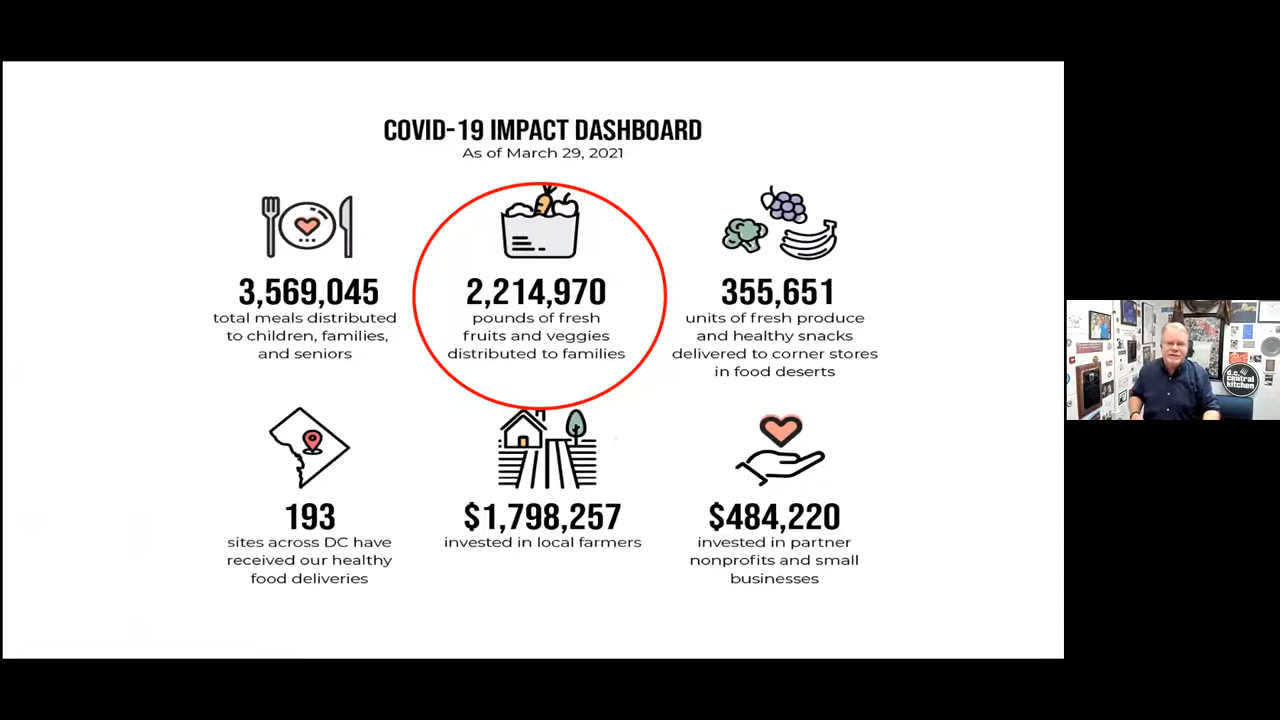 COVID-19 IMPACT DASHBOARD
As of March 29, 2021
3,569,045
total meals distributed
to children, families,
and seniors
2,214,970
pounds of fresh
fruits and veggies
distributed to families
355,651
units of fresh produce
and healthy snacks
delivered to corner stores
in food deserts
193
sites across DC have
received our healthy
food deliveries
$1,798,257
invested in local farmers
$484,220
invested in partner
nonprofits and small
businesses
d.c.
central
kitchen